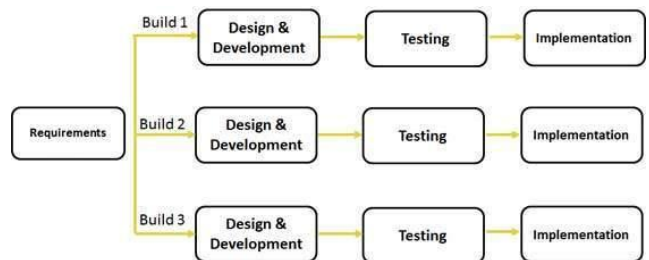 Build 1
Design &
Development
Testing
Implementation
Requirements
Build 2
Design &
Development
Testing
Implementation
Build 3
Design &
Development
Testing
Implementation